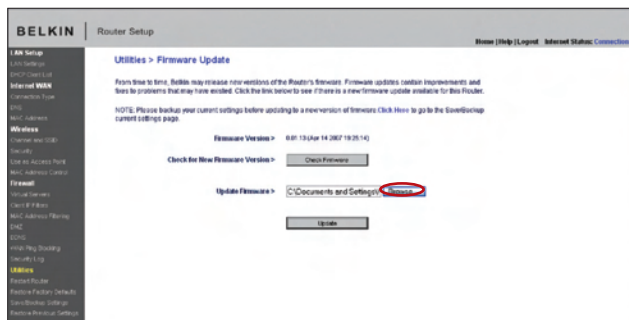 BELKIN Router Setup
Home |Help |Logout Internet Status: Connection
LAN Setup
LAN Settings
DHCP Client List
Internet WAN
Connection Type
DNS
MAC Address
Wireless
Channel and SSID
Security
Use as Access Point
MAC Address Control
Firewall
Virtual Servers
Client IP Filters
MAC Address Filtering
DMZ
DDNS
WAN Ping Blocking
Security Log
Utilities
Restart Router
Restore Factory Defaults
Save/Backup Settings
Restore Previous Settings
Utilities > Firmware Update
From time to time, Belkin may release new versions of the Router's firmware. Firmware updates contain improvements and
fixes to problems that may have existed. Click the link below to see if there is a new firmware update available for this Router.
NOTE: Please backup your current settings before updating to a new version of firmware. Click Here to go to the Save/Backup
current settings page.
Firmware Version > (Apr 14 2007
Check for New Firmware Version > Check Firmware
Update Firmware > C:\Documents and Settings\ Browse...
Update